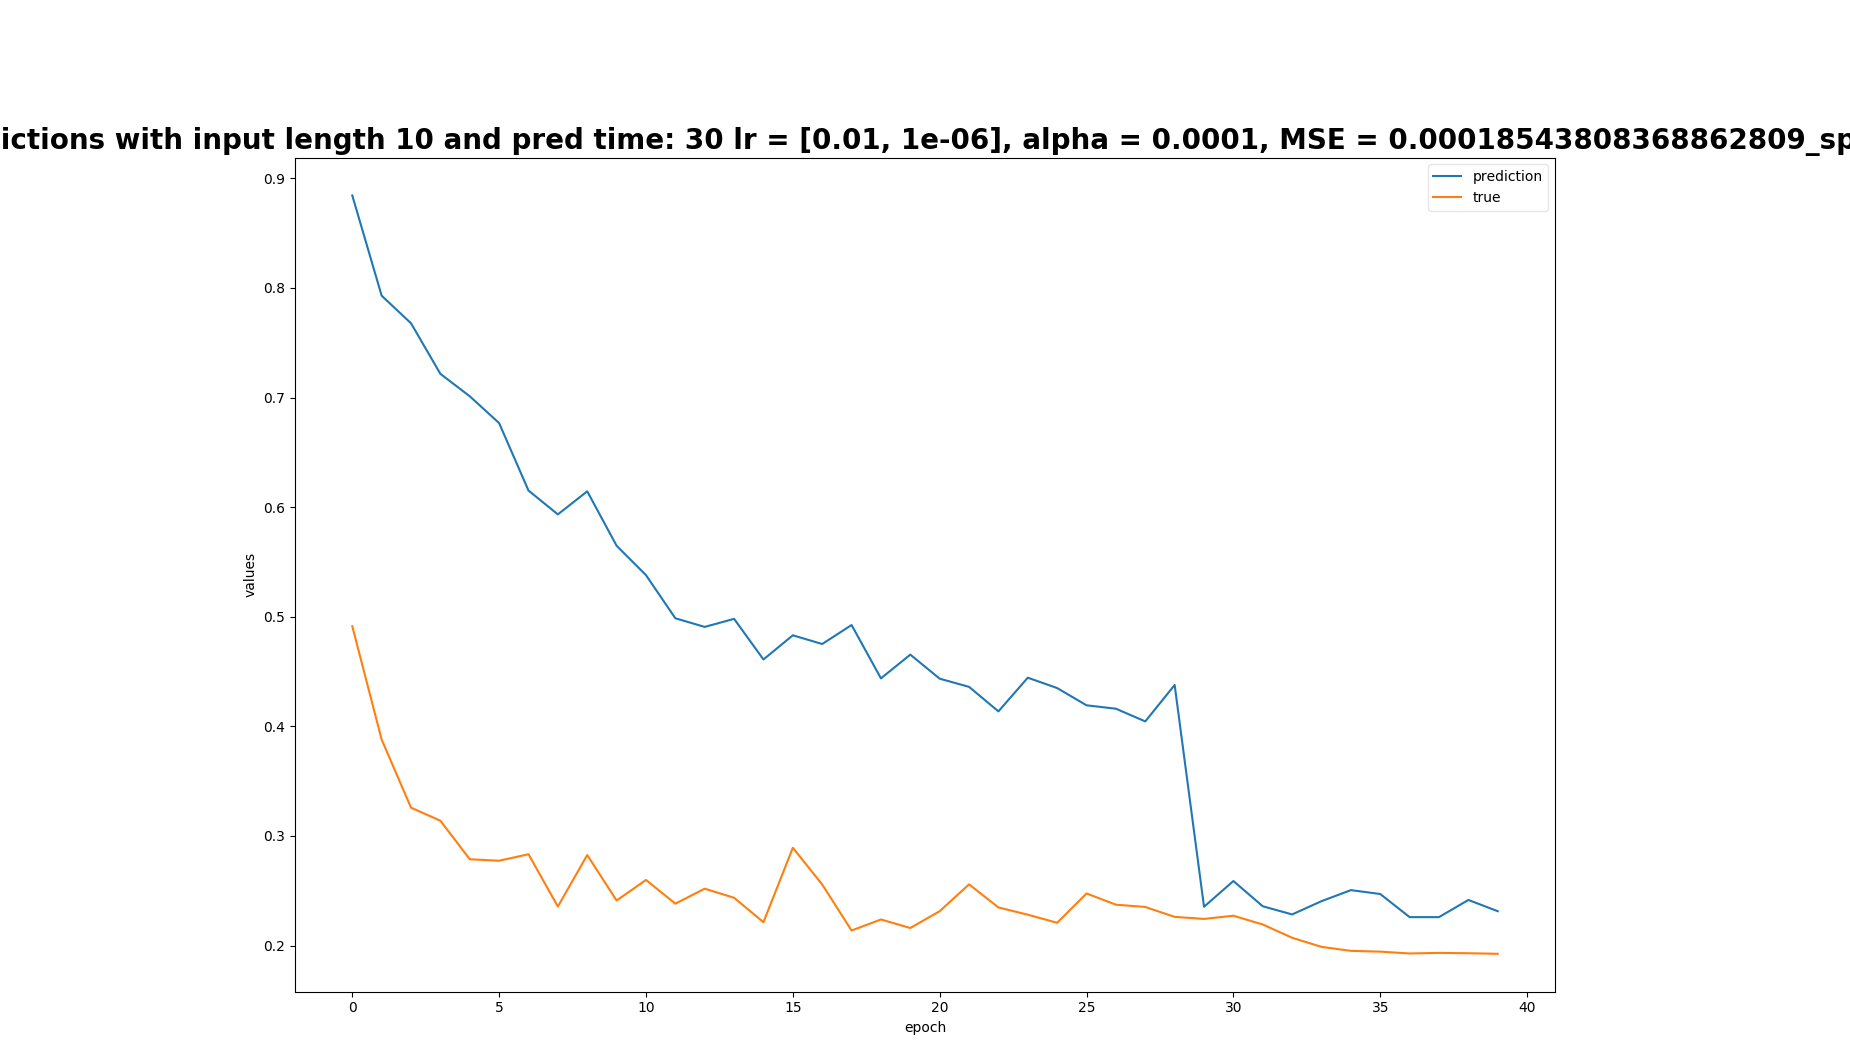 ictions with input length 10 and pred time: 30 lr = [0.01, 1e-06], alpha = 0.0001, MSE = 0.00018543808368862809_sp
prediction
true
0.9
0.8
0.7
0.6
0.5
0.4
0.3
0.2
values
0 5 10 15 20 25 30 35 40
epoch